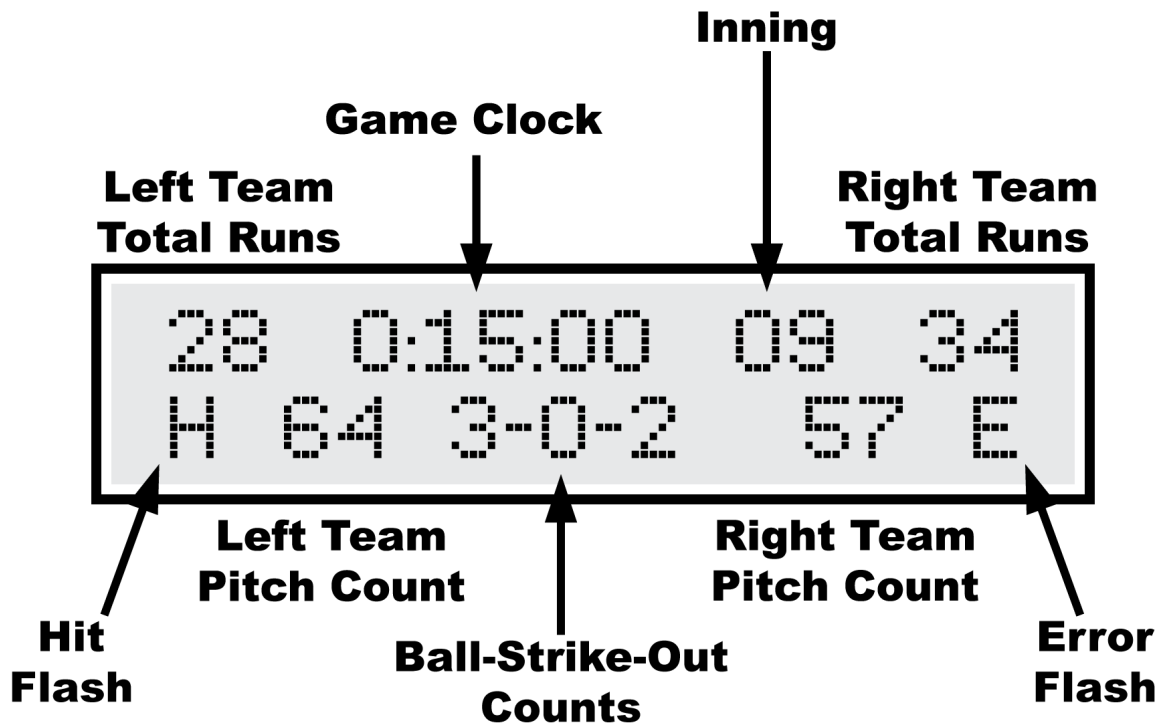 Inning
Game Clock
Left Team
Total Runs
Right Team
Total Runs
28 0:15:00 09 34
H 64 3-0-2 57 E
Left Team
Pitch Count
Right Team
Pitch Count
Hit
Flash
Ball-Strike-Out
Counts
Error
Flash